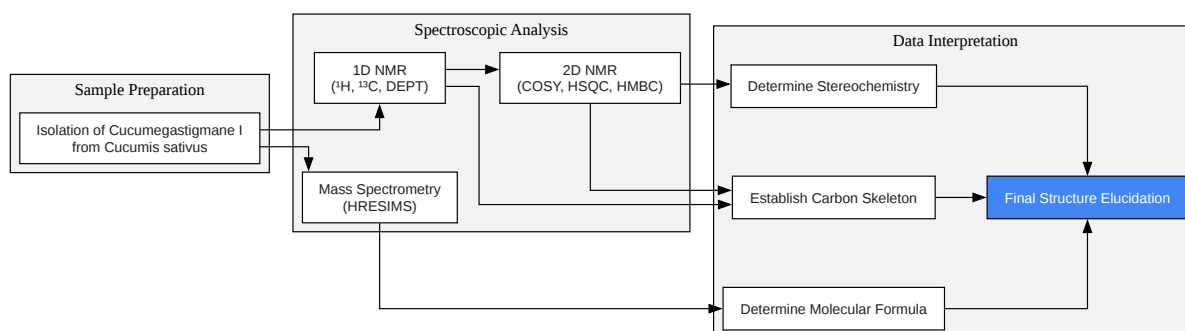 Sample Preparation
Isolation of Cucumegastigmane I
from Cucumis sativus
Spectroscopic Analysis
1D NMR
(¹H, ¹³C, DEPT)
2D NMR
(COSY, HSQC, HMBC)
Mass Spectrometry
(HRESIMS)
Data Interpretation
Determine Stereochemistry
Establish Carbon Skeleton
Final Structure Elucidation
Determine Molecular Formula